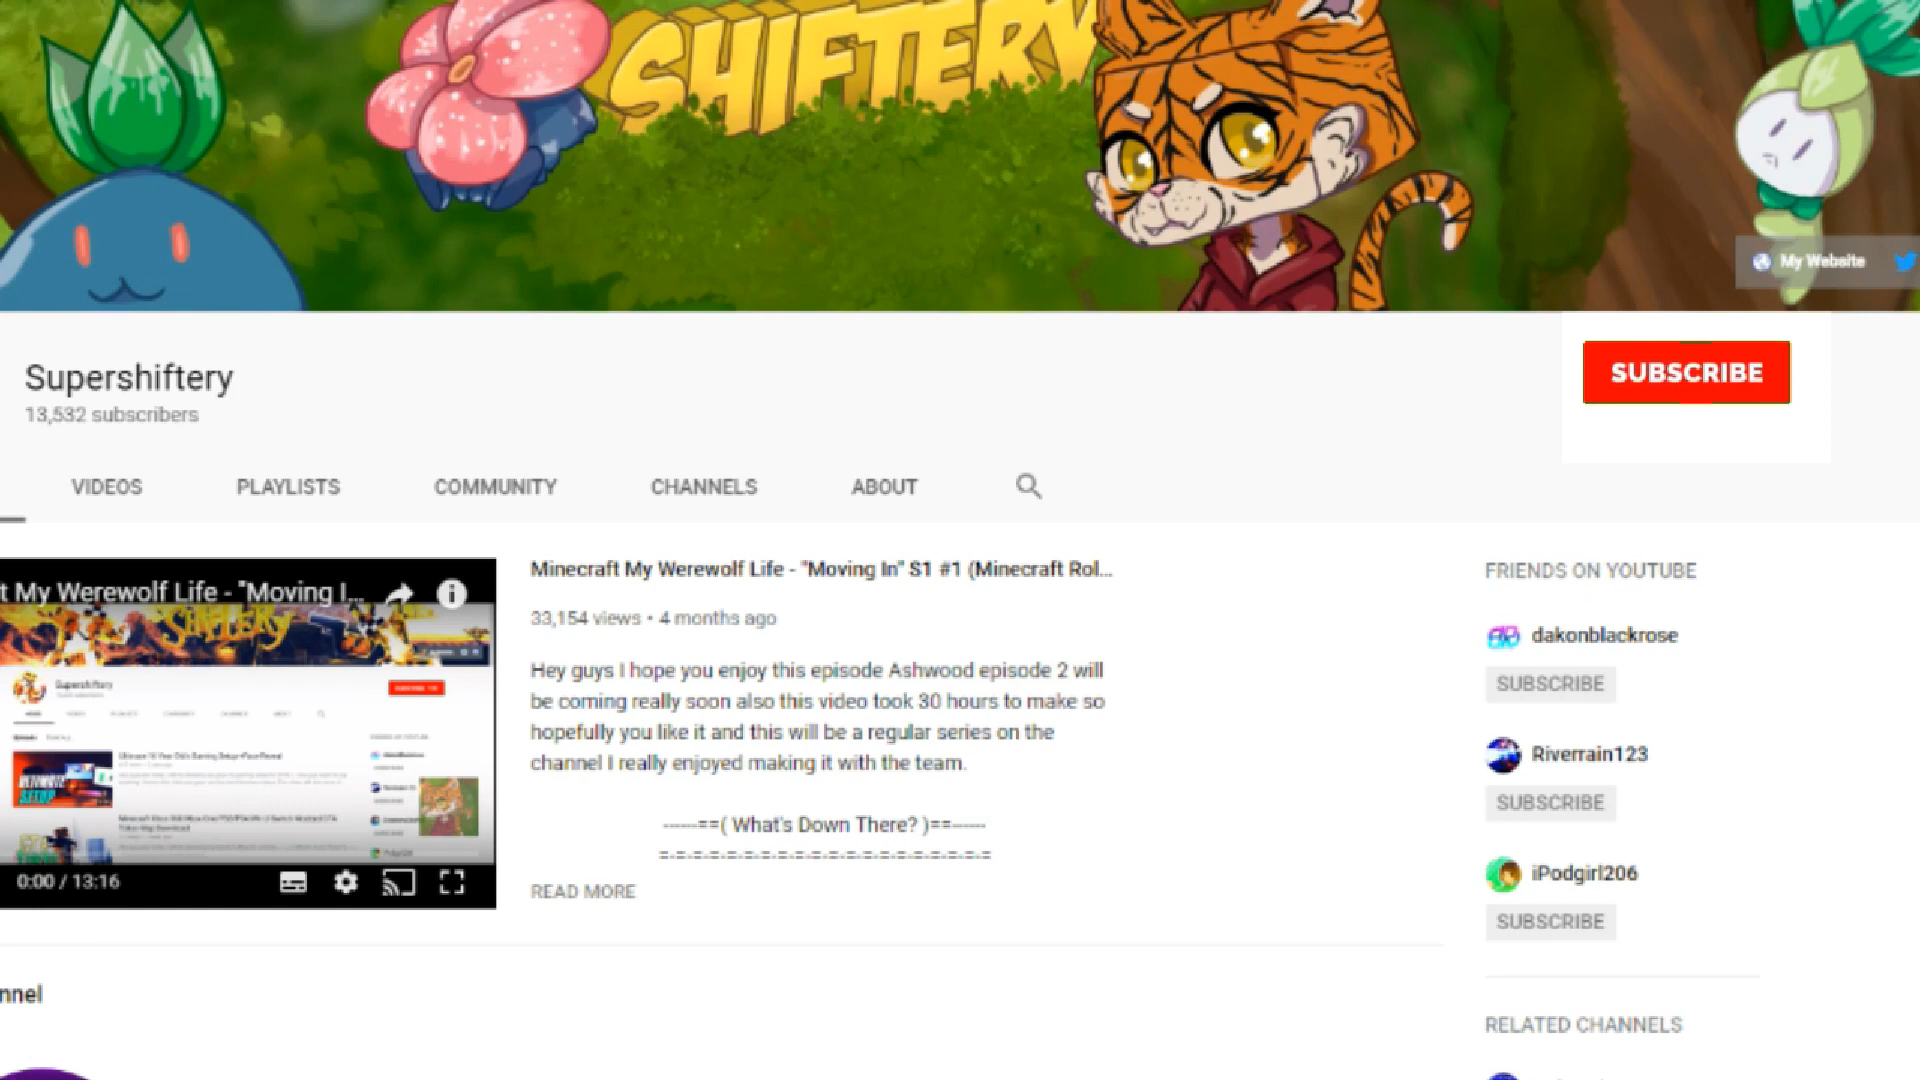 SHIFTERY
My Website
Supershiftery
13,532 subscribers
SUBSCRIBE
VIDEOS
PLAYLISTS
COMMUNITY
CHANNELS
ABOUT
t My Werewolf Life - "Moving I...
SHIFTERY
Supershiftery
ULTIMATE
SETUP
0:00 / 13:16
Minecraft My Werewolf Life - "Moving In" S1 #1 (Minecraft Rol...
33,154 views • 4 months ago
Hey guys I hope you enjoy this episode Ashwood episode 2 will
be coming really soon also this video took 30 hours to make so
hopefully you like it and this will be a regular series on the
channel I really enjoyed making it with the team.
------==( What's Down There? )==------
=-=-=-=-=-=-=-=-=-=-=-=-=-=-=-=-=-=-=-=
READ MORE
FRIENDS ON YOUTUBE
dakonblackrose
SUBSCRIBE
Riverrain123
SUBSCRIBE
iPodgirl206
SUBSCRIBE
RELATED CHANNELS
nnel